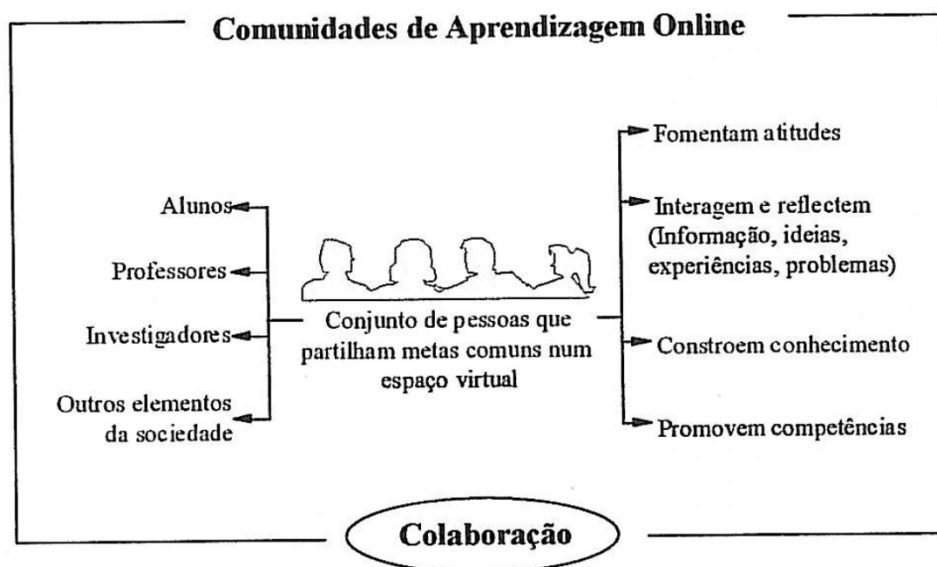 Comunidades de Aprendizagem Online
Alunos
Professores
Investigadores
Outros elementos
da sociedade
Conjunto de pessoas que
partilham metas comuns num
espaço virtual
Fomentam atitudes
Interagem e reflectem
(Informação, ideias,
experiências, problemas)
Constroem conhecimento
Promovem competências
Colaboração